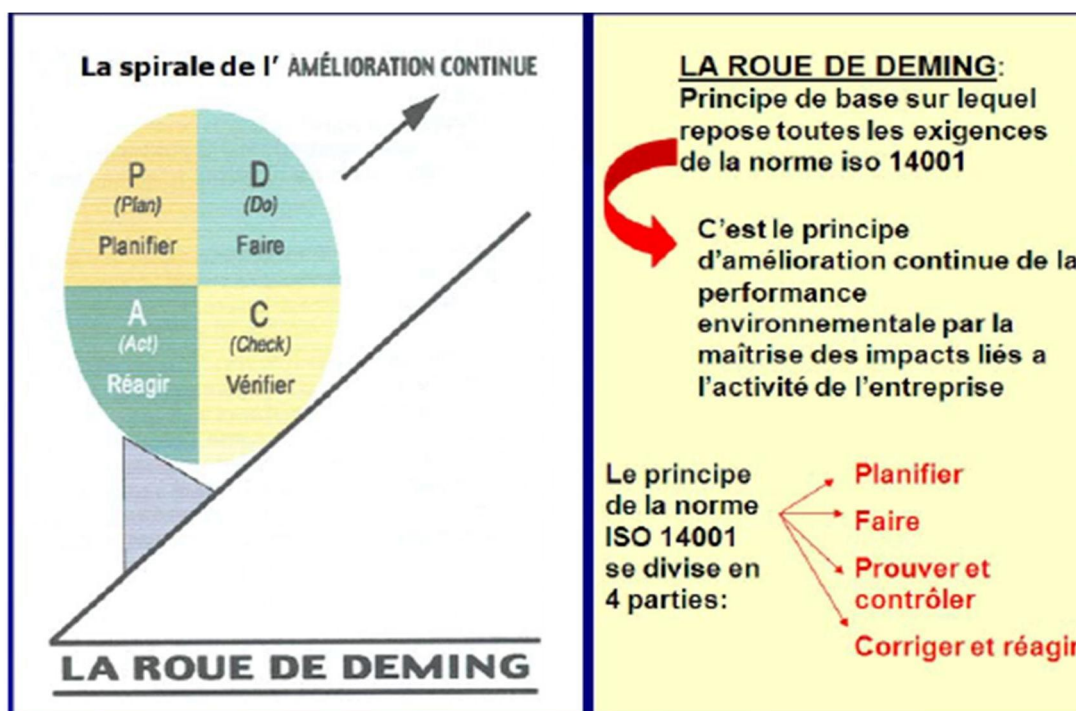 La spirale de l' AMÉLIORATION CONTINUE
P
(Plan)
Planifier
D
(Do)
Faire
A
(Act)
Réagir
C
(Check)
Vérifier
LA ROUE DE DEMING
LA ROUE DE DEMING:
Principe de base sur lequel
repose toutes les exigences
de la norme iso 14001
C'est le principe
d'amélioration continue de la
performance
environnementale par la
maîtrise des impacts liés a
l'activité de l'entreprise
Le principe
de la norme
ISO 14001
se divise en
4 parties:
Planifier
Faire
Prouver et
contrôler
Corriger et réagir